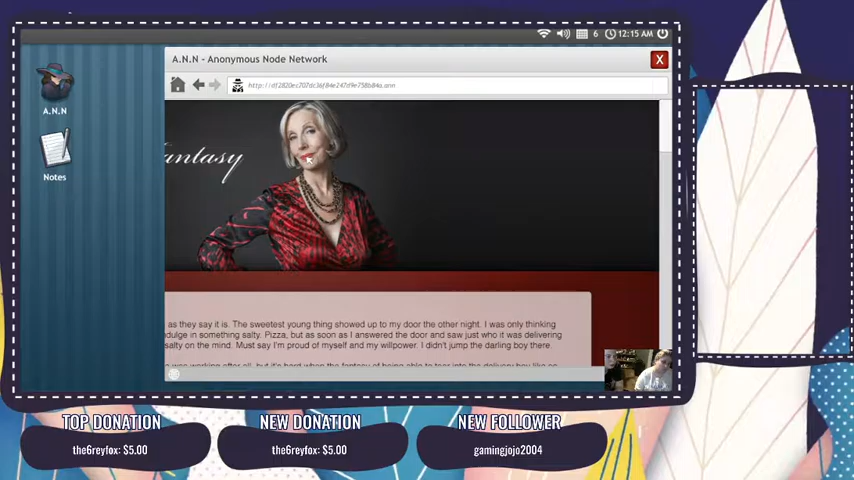 6 12:15 AM
A.N.N - Anonymous Node Network
X
A.N.N
Notes
antasy
as they say it is. The sweetest young thing showed up to my door the other night. I was only thinking
ndulge in something salty. Pizza, but as soon as I answered the door and saw just who it was delivering
salty on the mind. Must say I'm proud of myself and my willpower. I didn't jump the darling boy there.
TOP DONATION
the6reyfox: $5.00
NEW DONATION
the6reyfox: $5.00
NEW FOLLOWER
gamingjojo2004